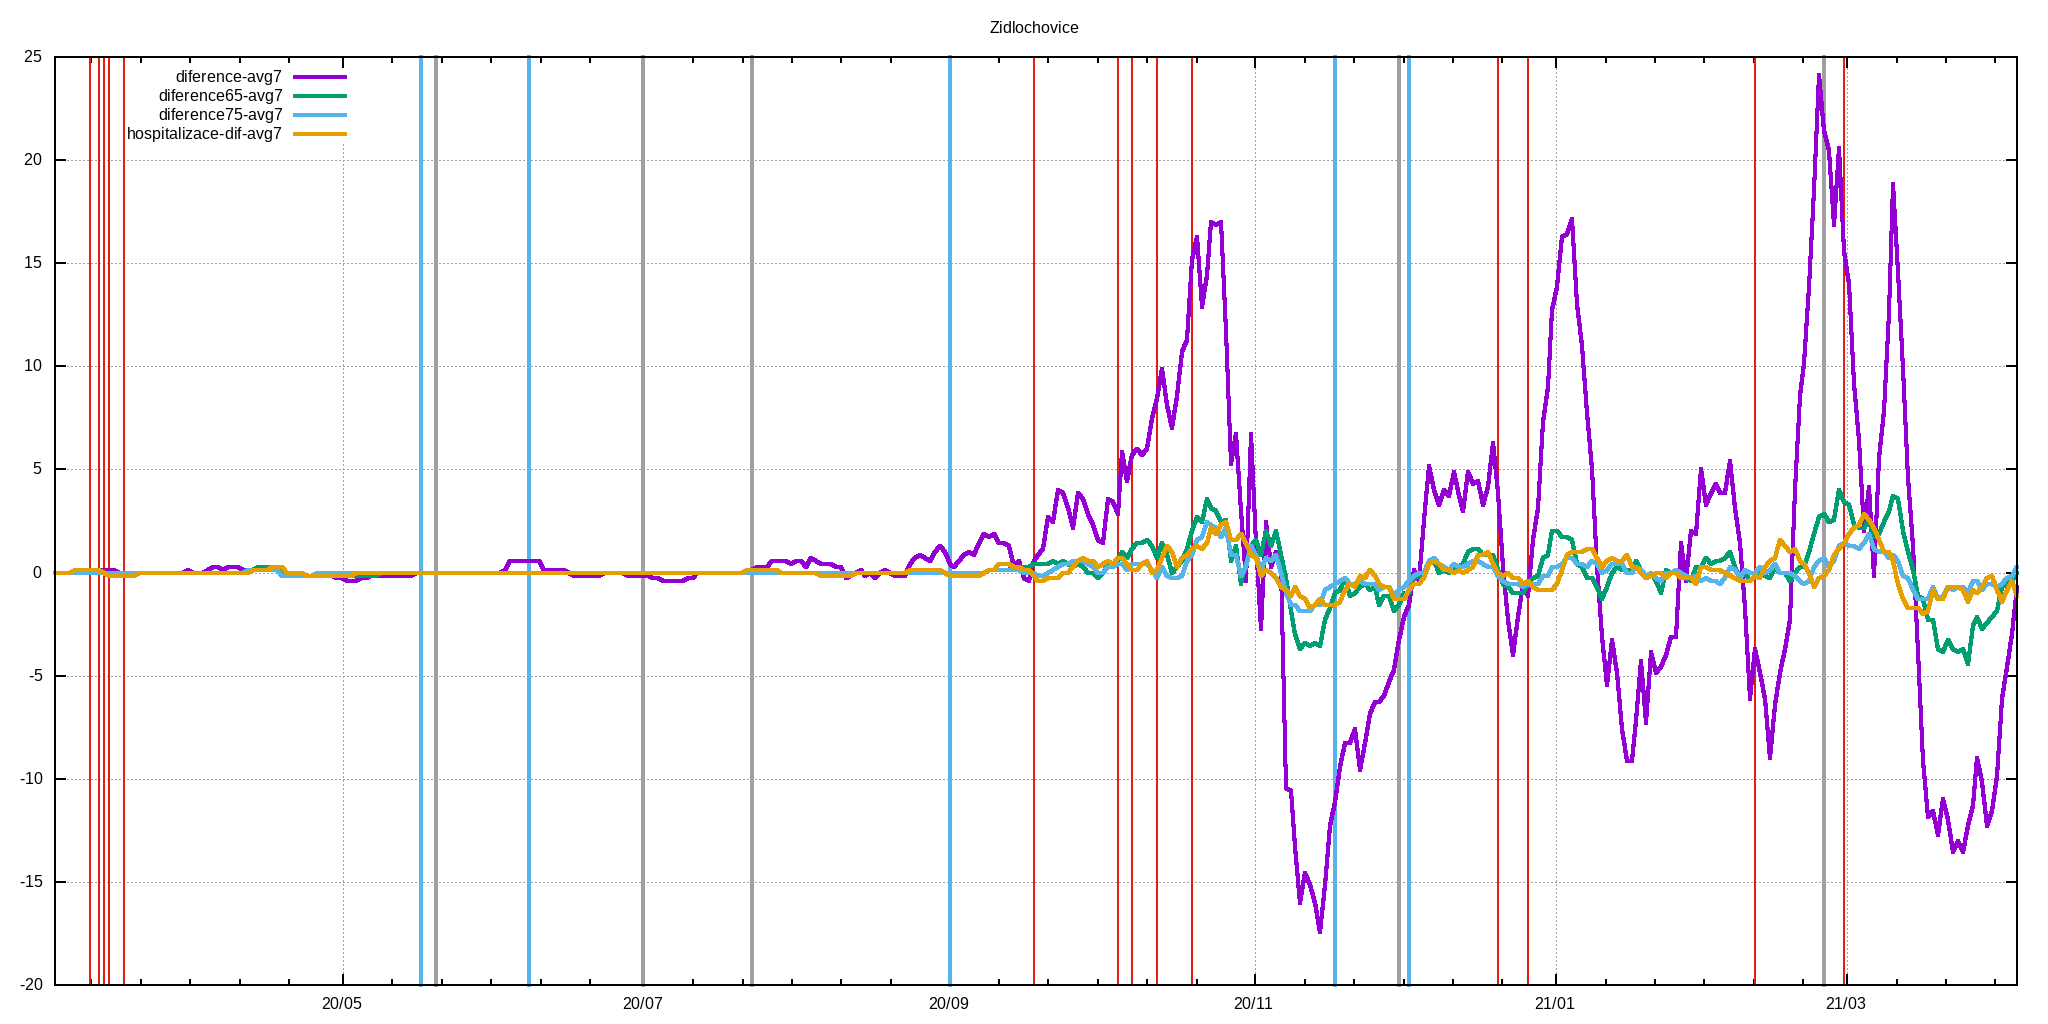 Zidlochovice
25
diference-avg7
diference65-avg7
diference75-avg7
hospitalizace-dif-avg7
20
15
10
5
0
-5
-10
-15
-20
20/05 20/07 20/09 20/11 21/01 21/03